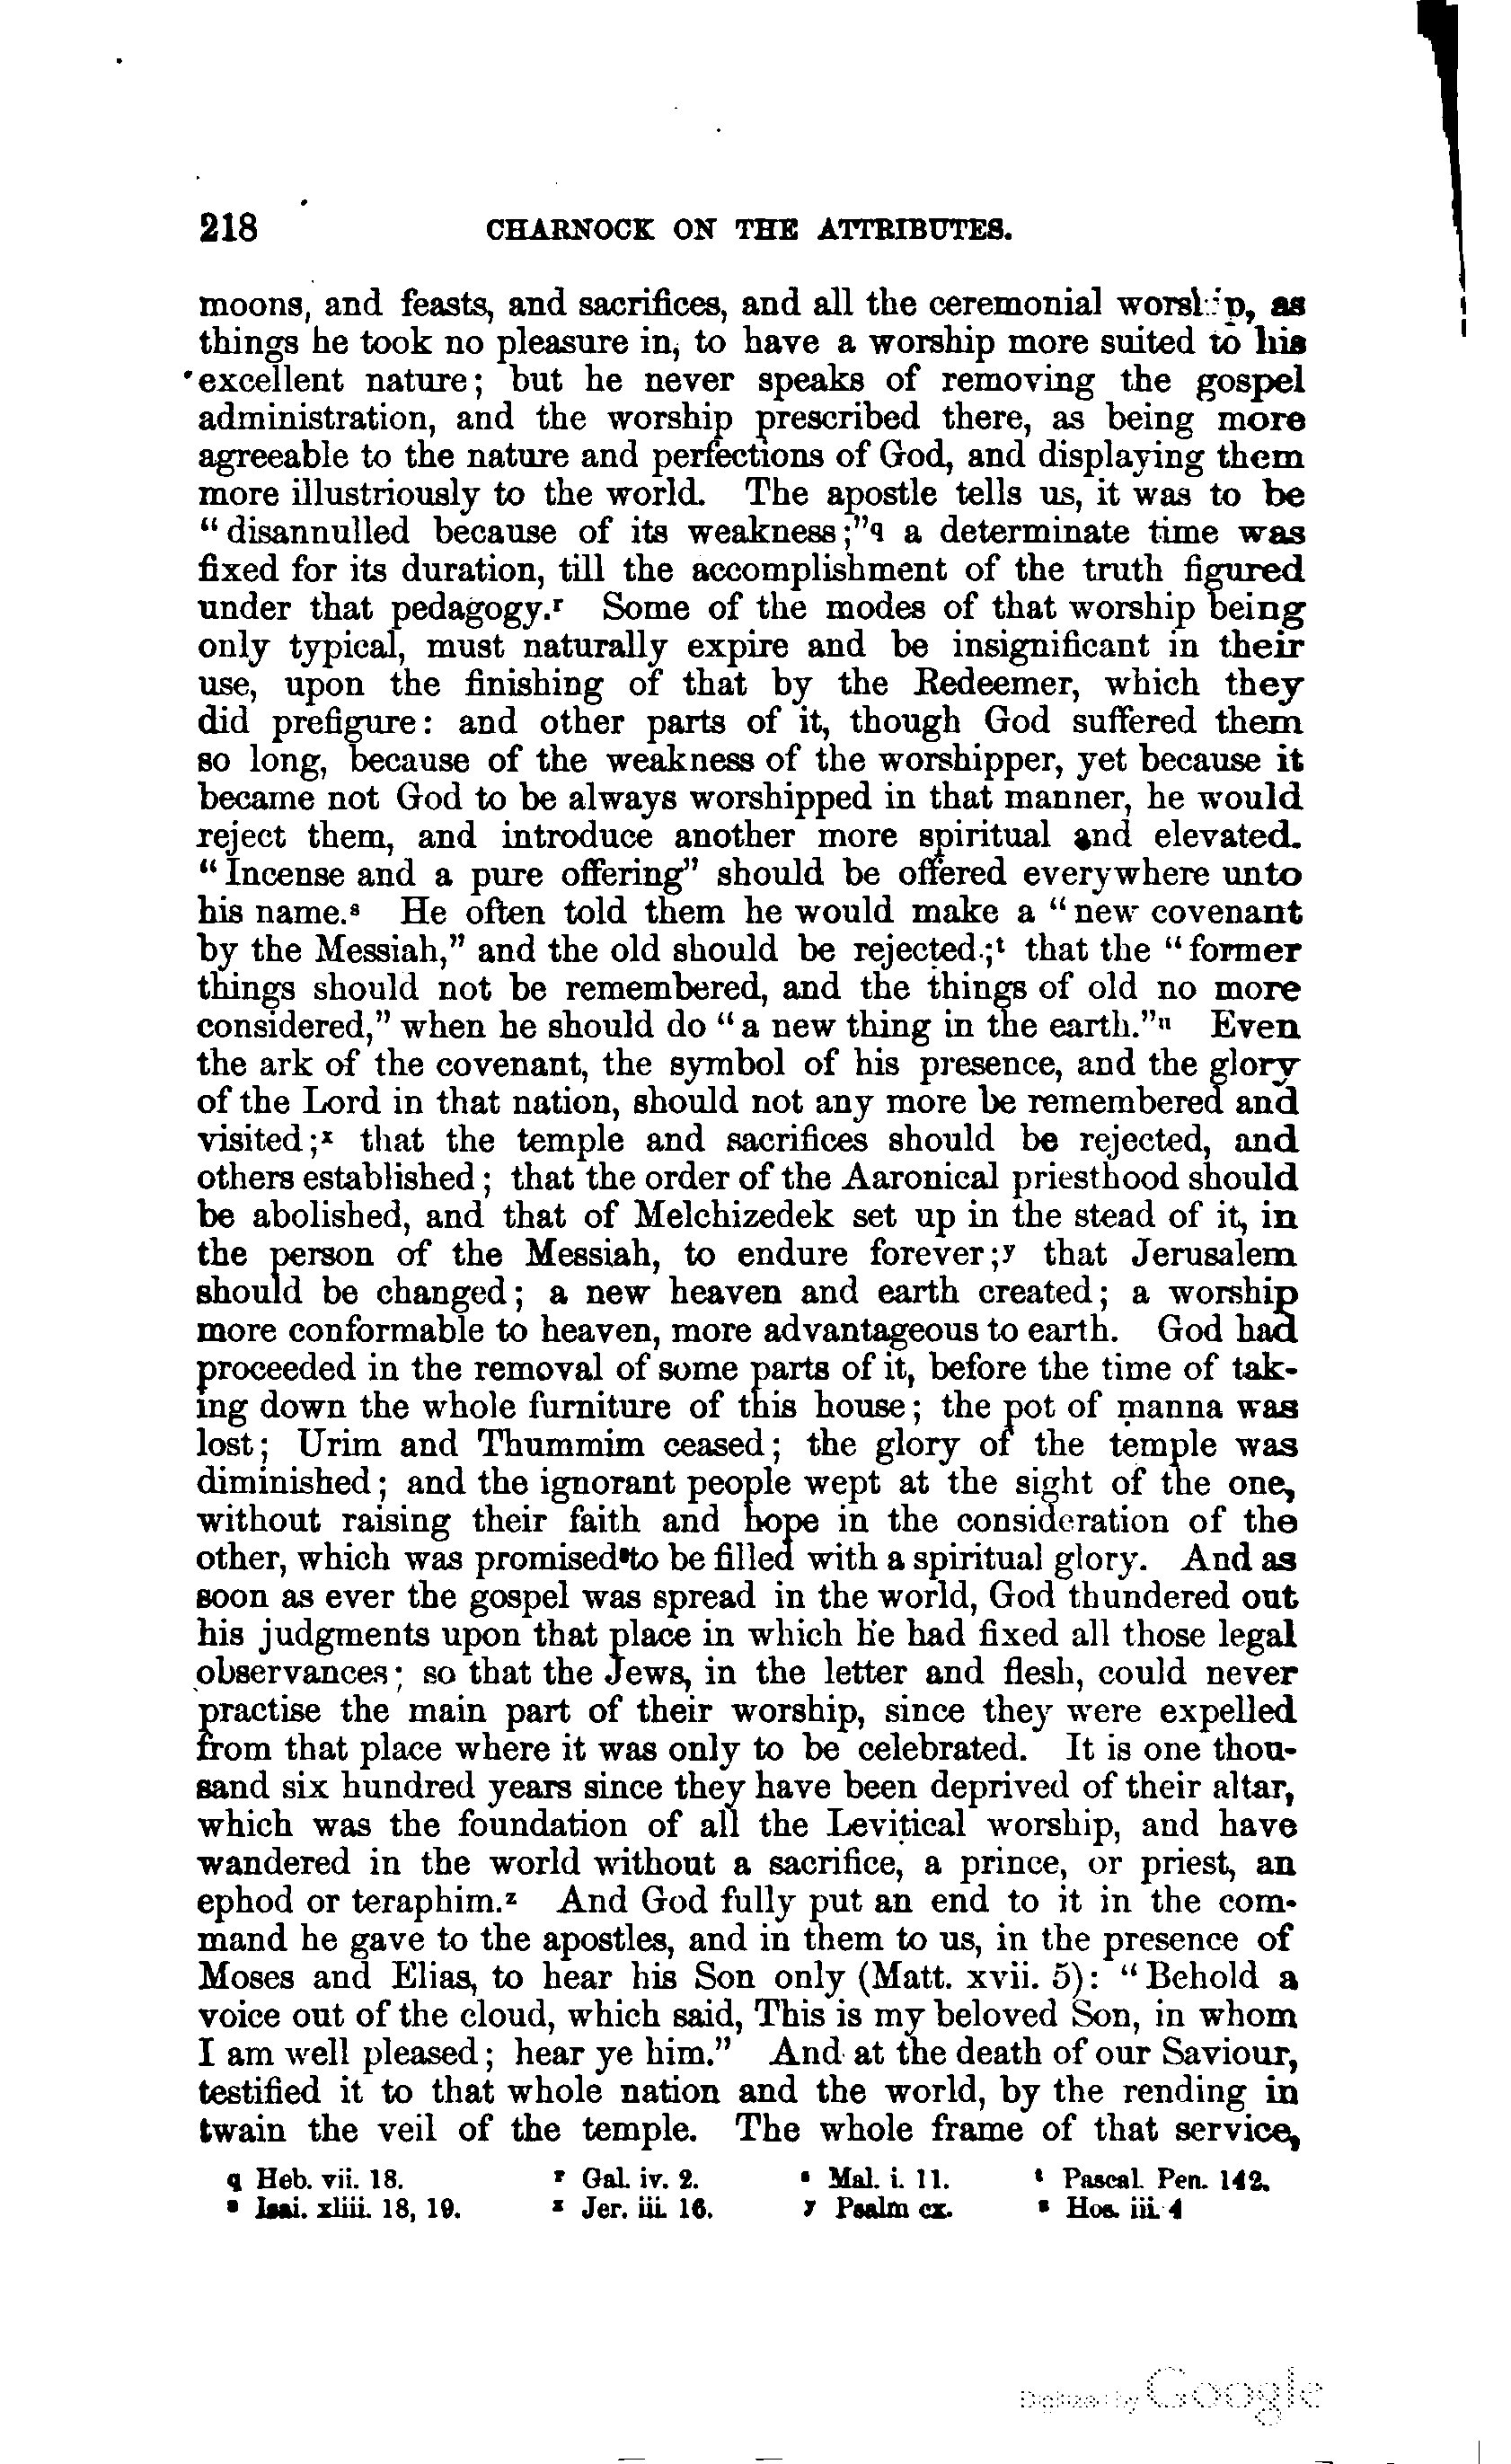 218 CHARNOCK ON THE ATTRIBUTES.
moons, and feasts, and sacrifices, and all the ceremonial worship, as
things he took no pleasure in, to have a worship more suited to his
excellent nature; but he never speaks of removing the gospel
administration, and the worship prescribed there, as being more
agreeable to the nature and perfections of God, and displaying them
more illustriously to the world. The apostle tells us, it was to be
"disannulled because of its weakness;"q a determinate time was
fixed for its duration, till the accomplishment of the truth figured
under that pedagogy.r Some of the modes of that worship being
only typical, must naturally expire and be insignificant in their
use, upon the finishing of that by the Redeemer, which they
did prefigure: and other parts of it, though God suffered them
so long, because of the weakness of the worshipper, yet because it
became not God to be always worshipped in that manner, he would
reject them, and introduce another more spiritual and elevated.
"Incense and a pure offering" should be offered everywhere unto
his name.s He often told them he would make a "new covenant
by the Messiah," and the old should be rejected;t that the "former
things should not be remembered, and the things of old no more
considered," when he should do "a new thing in the earth."u Even
the ark of the covenant, the symbol of his presence, and the glory
of the Lord in that nation, should not any more be remembered and
visited;x that the temple and sacrifices should be rejected, and
others established; that the order of the Aaronical priesthood should
be abolished, and that of Melchizedek set up in the stead of it, in
the person of the Messiah, to endure forever;y that Jerusalem
should be changed; a new heaven and earth created; a worship
more conformable to heaven, more advantageous to earth. God had
proceeded in the removal of some parts of it, before the time of tak-
ing down the whole furniture of this house; the pot of manna was
lost; Urim and Thummim ceased; the glory of the temple was
diminished; and the ignorant people wept at the sight of the one,
without raising their faith and hope in the consideration of the
other, which was promised to be filled with a spiritual glory. And as
soon as ever the gospel was spread in the world, God thundered out
his judgments upon that place in which he had fixed all those legal
observances; so that the Jews, in the letter and flesh, could never
practise the main part of their worship, since they were expelled
from that place where it was only to be celebrated. It is one thou-
sand six hundred years since they have been deprived of their altar,
which was the foundation of all the Levitical worship, and have
wandered in the world without a sacrifice, a prince, or priest, an
ephod or teraphim.z And God fully put an end to it in the com-
mand he gave to the apostles, and in them to us, in the presence of
Moses and Elias, to hear his Son only (Matt. xvii. 5): "Behold a
voice out of the cloud, which said, This is my beloved Son, in whom
I am well pleased; hear ye him." And at the death of our Saviour,
testified it to that whole nation and the world, by the rending in
twain the veil of the temple. The whole frame of that service,
q Heb. vii. 18. r Gal. iv. 2. s Mal. i. 11. t Pascal. Pen. 142.
u Isai. xliii. 18, 19. x Jer. iii. 16. y Psalm cx. z Hos. iii. 4
Digitized by Google